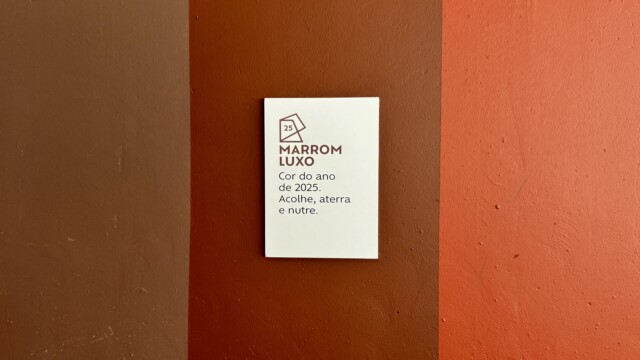 25
MARROM
LUXO
Cor do ano
de 2025.
Acolhe, aterra
e nutre.